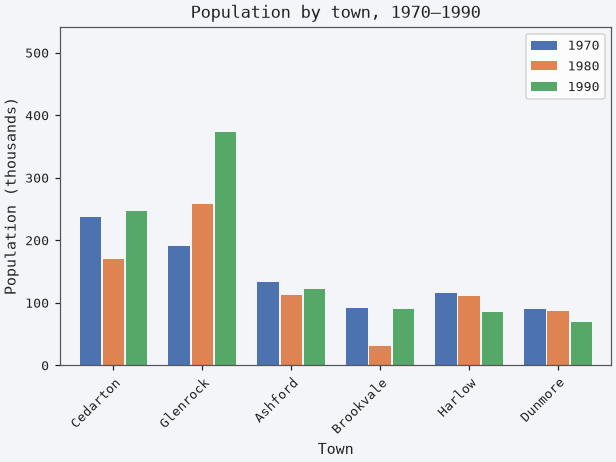 Population by town, 1970–1990
1970
1980
1990
Population (thousands)
500
400
300
200
100
0
Cedarton
Glenrock
Ashford
Brookvale
Harlow
Dunmore
Town